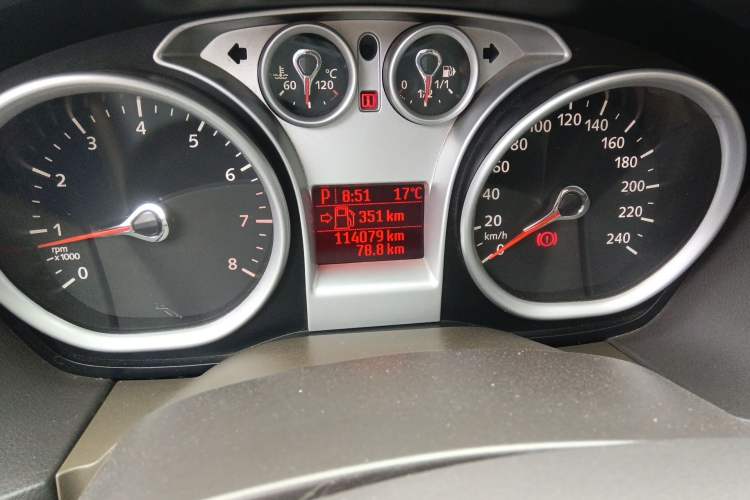 60 120 °C
0 1/2 1/1
0 1 2 3 4 5 6 7 8
rpm
x1000
P 8:51 17°C
351 km
114079 km
78.8 km
0 20 60 80 100 120 140 160 180 200 220 240
km/h